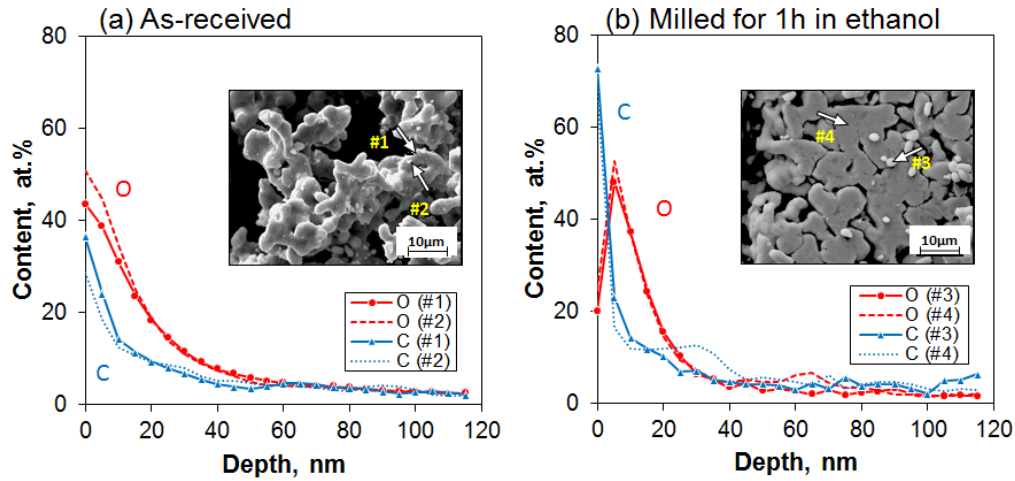 (a) As-received
Content, at.%
80
60
40
20
0
0 20 40 60 80 100 120
Depth, nm
O
C
#1
#2
10μm
O (#1)
O (#2)
C (#1)
C (#2)
(b) Milled for 1h in ethanol
Content, at.%
80
60
40
20
0
0 20 40 60 80 100 120
Depth, nm
C
O
#4
#3
10μm
O (#3)
O (#4)
C (#3)
C (#4)